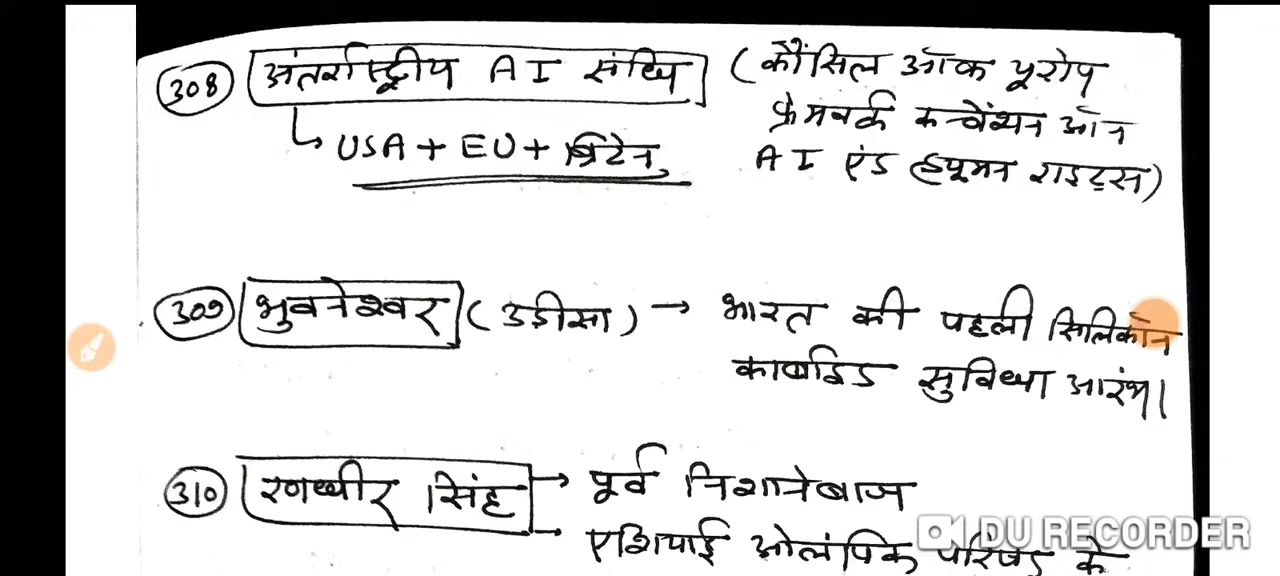 308 अंतर्राष्ट्रीय AI संधि (कौंसिल ऑफ यूरोप
फ्रेमवर्क कन्वेंशन ऑन
↳ USA + EU + ब्रिटेन, AI एंड ह्यूमन राइट्स)
309 भुवनेश्वर (उड़ीसा) → भारत की पहली सिलिकॉन
कार्बाइड सुविधा आरंभ।
310 रणधीर सिंह → पूर्व निशानेबाज
→ एशियाई ओलंपिक परिषद के
DU RECORDER